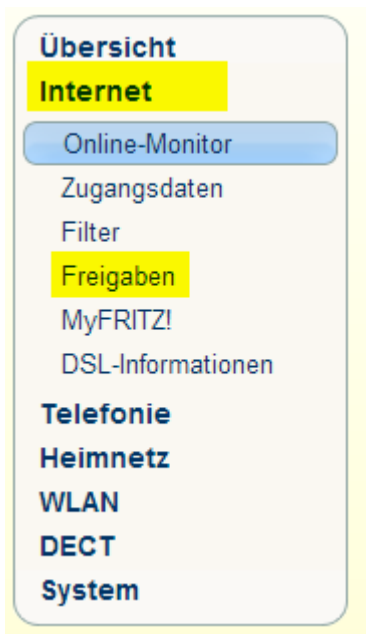 Übersicht
Internet
Online-Monitor
Zugangsdaten
Filter
Freigaben
MyFRITZ!
DSL-Informationen
Telefonie
Heimnetz
WLAN
DECT
System